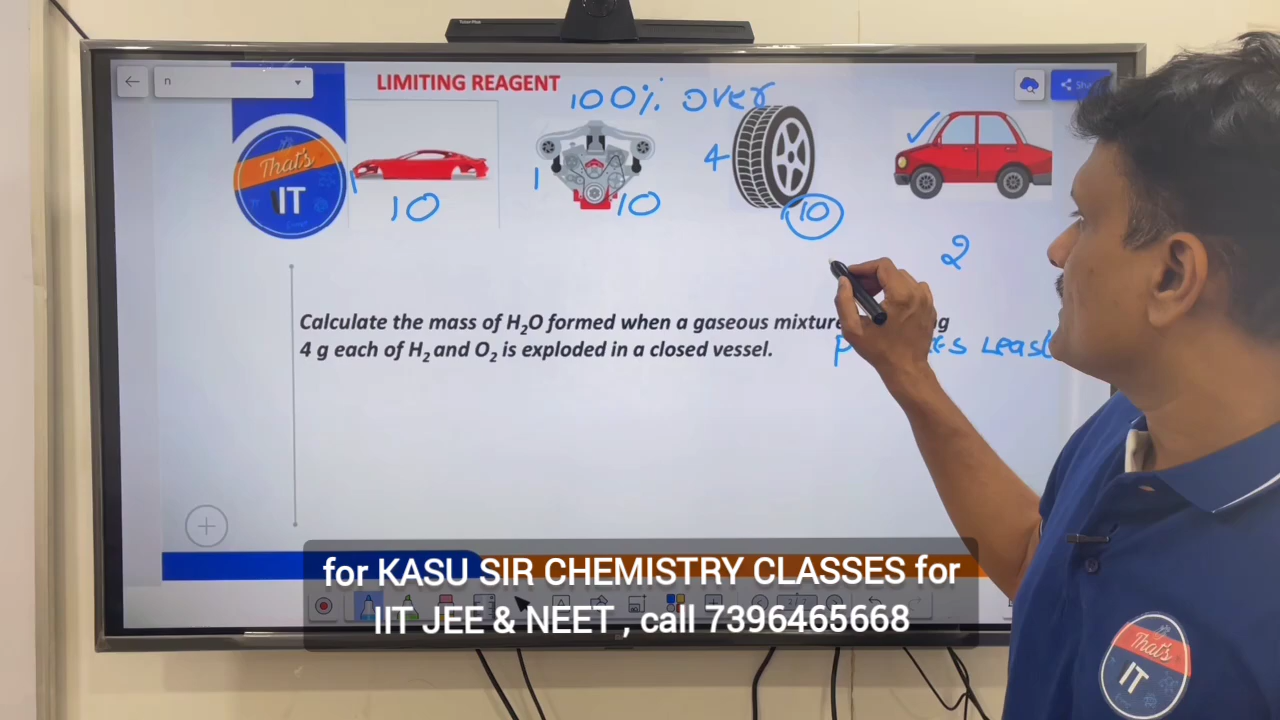 n
LIMITING REAGENT
100% over
That's
IT
1
10
1
10
4
10
2
Calculate the mass of H₂O formed when a gaseous mixture
4 g each of H₂ and O₂ is exploded in a closed vessel.
for KASU SIR CHEMISTRY CLASSES for
IIT JEE & NEET , call 7396465668
That's
IT